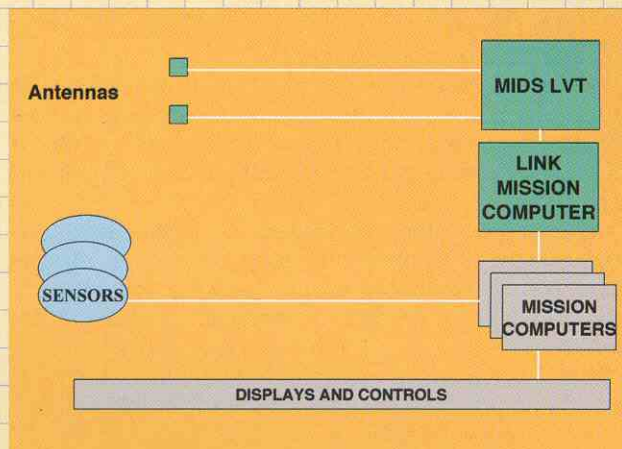 Antennas
MIDS LVT
LINK
MISSION
COMPUTER
SENSORS
MISSION
COMPUTERS
DISPLAYS AND CONTROLS